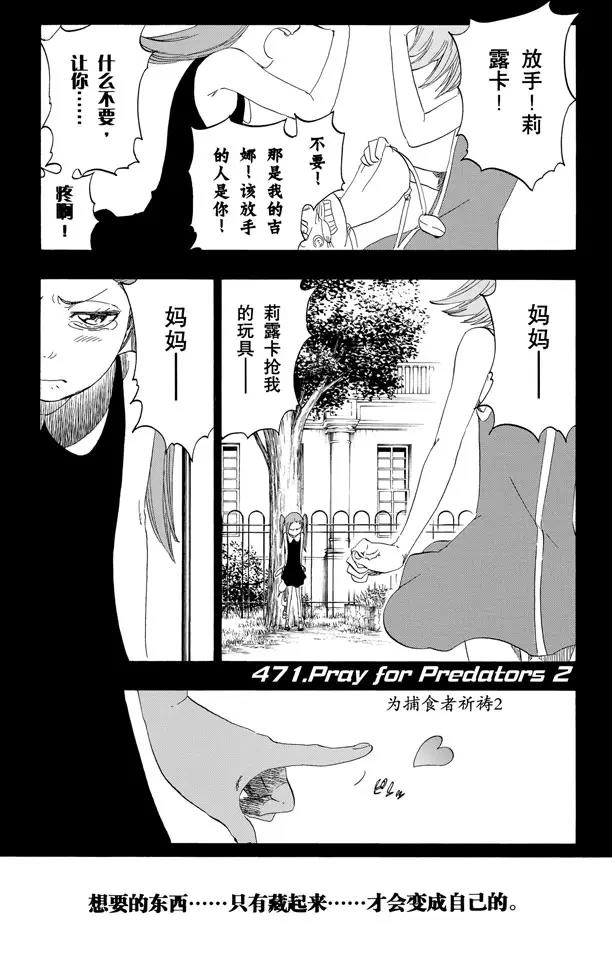 放手！莉
露卡！
不要！
那是我的吉
娜！该放手
的人是你！
什么不要，
让你……
疼啊！
妈妈——
莉露卡抢我
的玩具——
妈妈——
471.Pray for Predators 2
为捕食者祈祷2
想要的东西……只有藏起来……才会变成自己的。